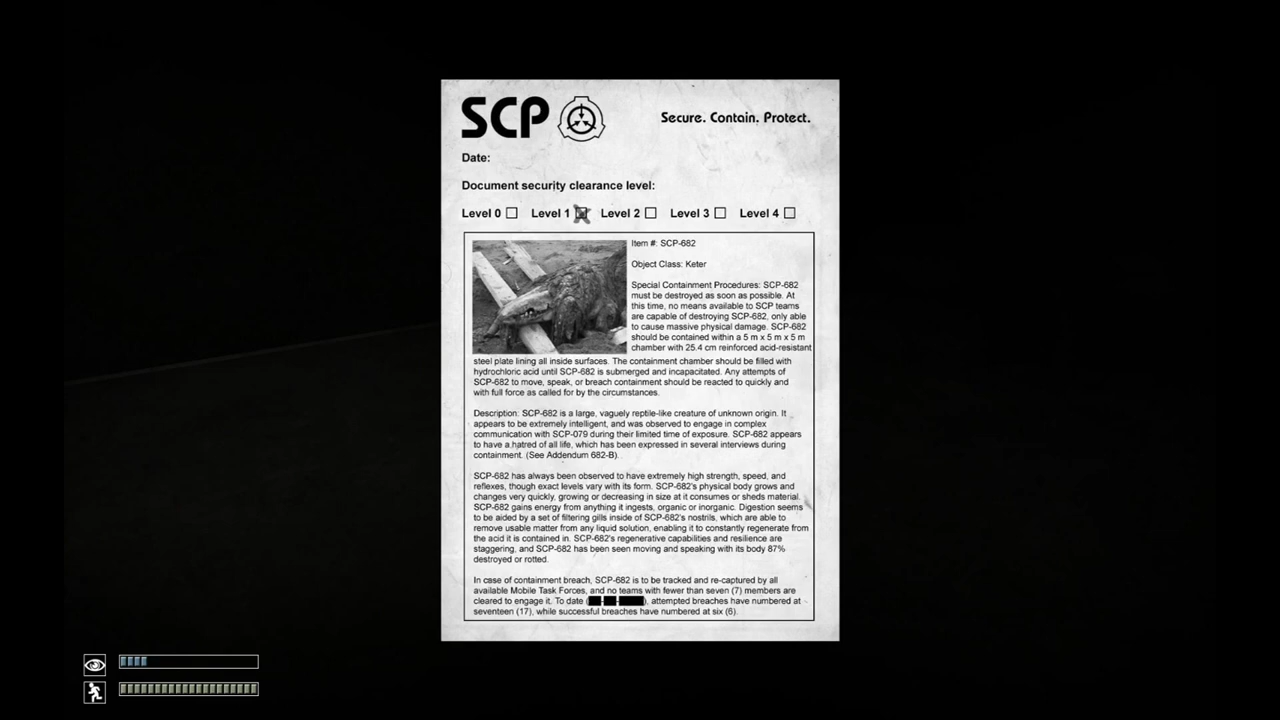 SCP
Secure. Contain. Protect.
Date:
Document security clearance level:
Level 0 Level 1 Level 2 Level 3 Level 4
Item #: SCP-682
Object Class: Keter
Special Containment Procedures: SCP-682
must be destroyed as soon as possible. At
this time, no means available to SCP teams
are capable of destroying SCP-682, only able
to cause massive physical damage. SCP-682
should be contained within a 5 m x 5 m x 5 m
chamber with 25.4 cm reinforced acid-resistant
steel plate lining all inside surfaces. The containment chamber should be filled with
hydrochloric acid until SCP-682 is submerged and incapacitated. Any attempts of
SCP-682 to move, speak, or breach containment should be reacted to quickly and
with full force as called for by the circumstances.
Description: SCP-682 is a large, vaguely reptile-like creature of unknown origin. It
appears to be extremely intelligent, and was observed to engage in complex
communication with SCP-079 during their limited time of exposure. SCP-682 appears
to have a hatred of all life, which has been expressed in several interviews during
containment. (See Addendum 682-B).
SCP-682 has always been observed to have extremely high strength, speed, and
reflexes, though exact levels vary with its form. SCP-682's physical body grows and
changes very quickly, growing or decreasing in size at it consumes or sheds material.
SCP-682 gains energy from anything it ingests, organic or inorganic. Digestion seems
to be aided by a set of filtering gills inside of SCP-682's nostrils, which are able to
remove usable matter from any liquid solution, enabling it to constantly regenerate from
the acid it is contained in. SCP-682's regenerative capabilities and resilience are
staggering, and SCP-682 has been seen moving and speaking with its body 87%
destroyed or rotted.
In case of containment breach, SCP-682 is to be tracked and re-captured by all
available Mobile Task Forces, and no teams with fewer than seven (7) members are
cleared to engage it. To date (██-██-████), attempted breaches have numbered at
seventeen (17), while successful breaches have numbered at six (6).